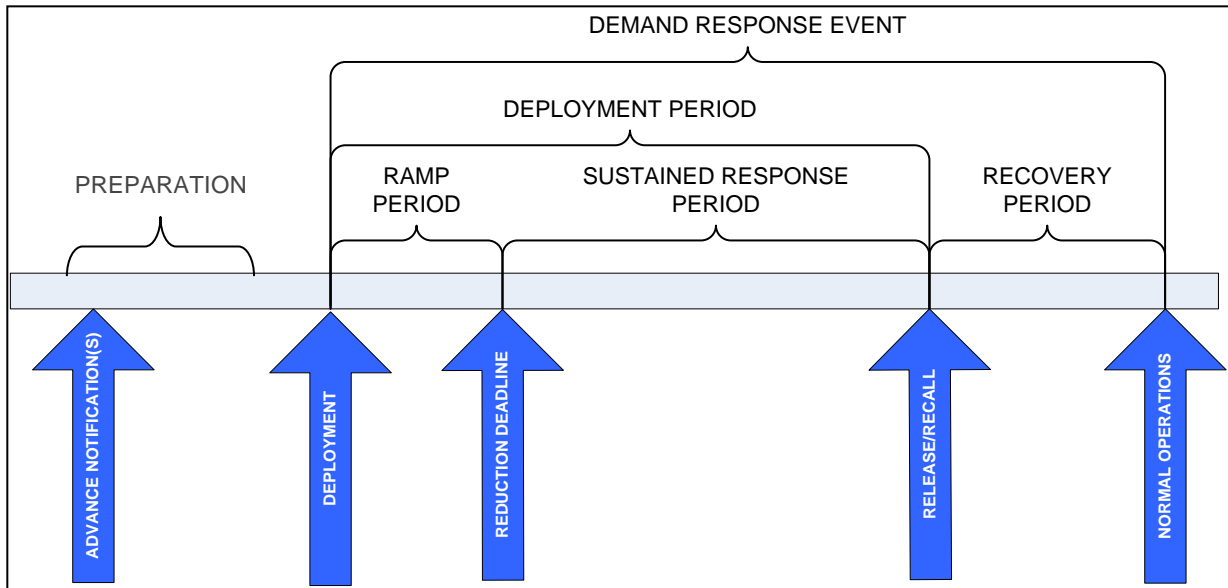 DEMAND RESPONSE EVENT
DEPLOYMENT PERIOD
PREPARATION
RAMP
PERIOD
SUSTAINED RESPONSE
PERIOD
RECOVERY
PERIOD
ADVANCE NOTIFICATION(S)
DEPLOYMENT
REDUCTION DEADLINE
RELEASE/RECALL
NORMAL OPERATIONS